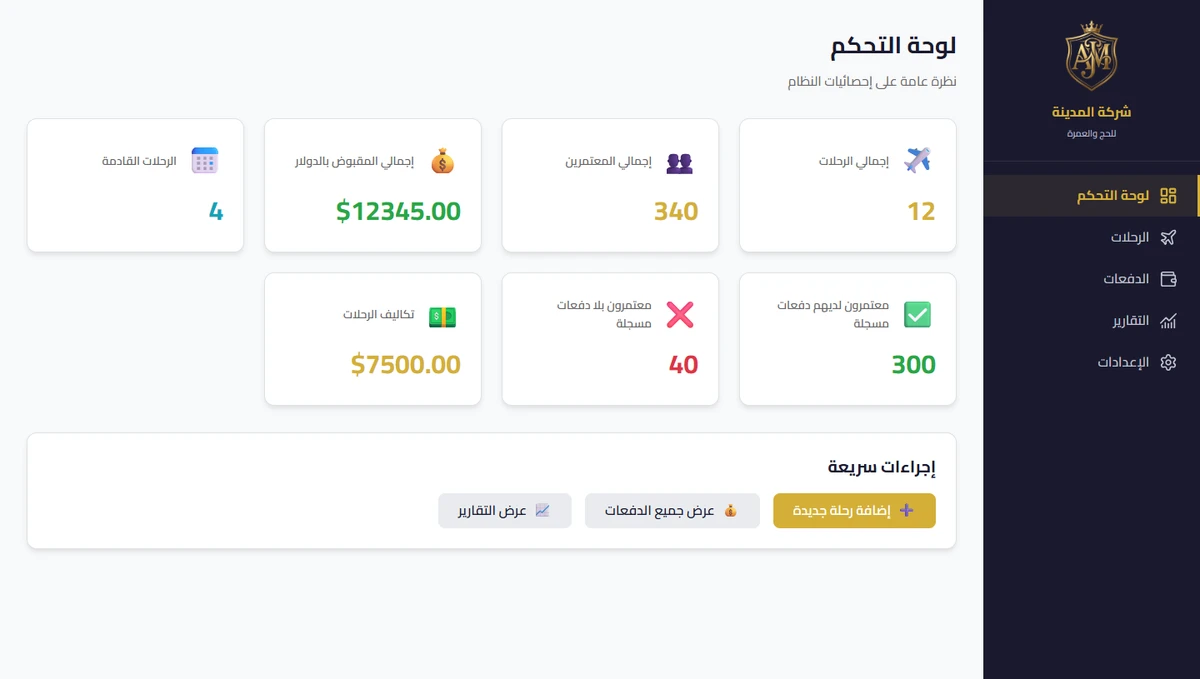 AJM
شركة المدينة
للحج والعمرة
لوحة التحكم
الرحلات
الدفعات
التقارير
الإعدادات
لوحة التحكم
نظرة عامة على إحصائيات النظام
إجمالي الرحلات
12
إجمالي المعتمرين
340
إجمالي المقبوض بالدولار
$12345.00
الرحلات القادمة
4
معتمرون لديهم دفعات
مسجلة
300
معتمرون بلا دفعات
مسجلة
40
تكاليف الرحلات
$7500.00
إجراءات سريعة
إضافة رحلة جديدة
عرض جميع الدفعات
عرض التقارير